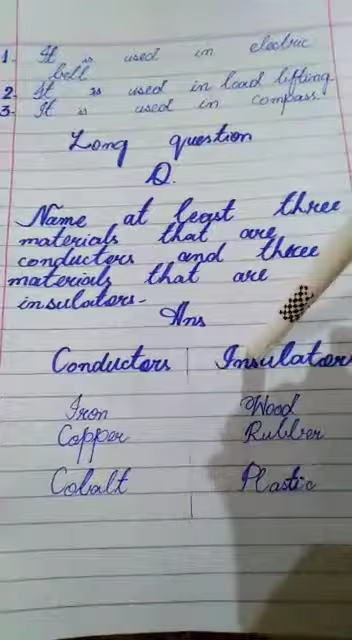 1. It is used in electric
bell
2. It is used in load lifting.
3. It is used in compass.
Long question
Q.
Name at least three
materials that are
conductors and three
materials that are
insulators-
Ans
Conductors Insulators
Iron Wood
Copper Rubber
Cobalt Plastic